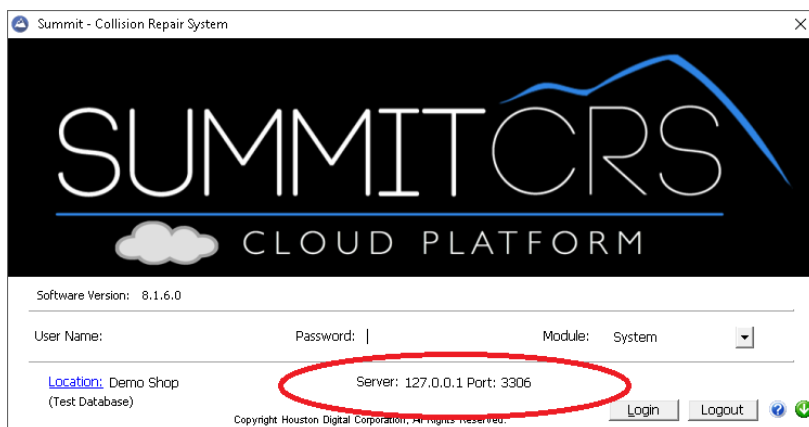 Summit - Collision Repair System
SUMMITCRS
CLOUD PLATFORM
Software Version: 8.1.6.0
User Name: Password: Module: System
Location: Demo Shop Server: 127.0.0.1 Port: 3306
(Test Database)
Login Logout
Copyright Houston Digital Corporation, All Rights Reserved.